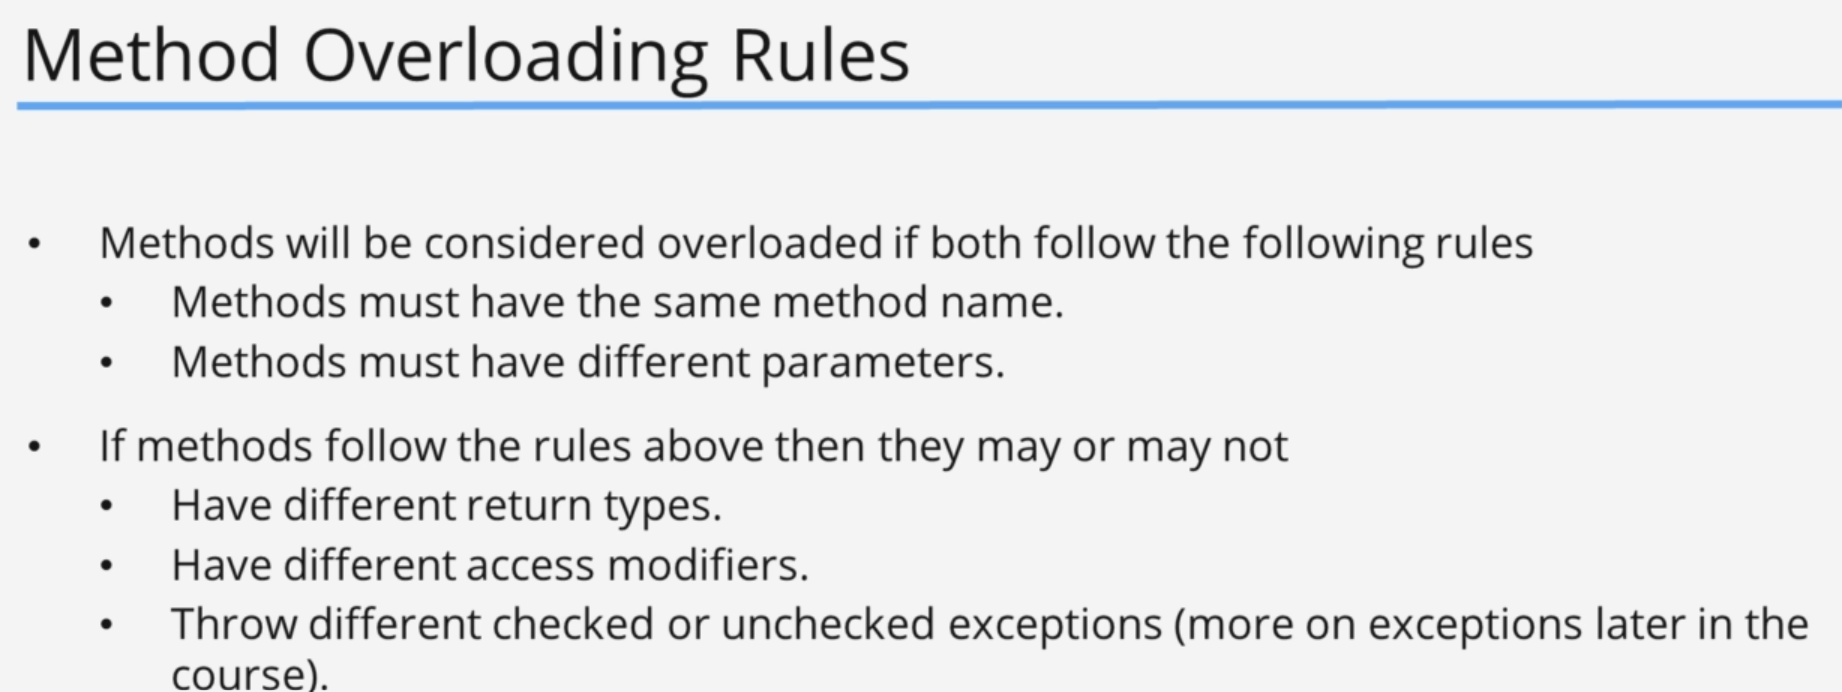 Method Overloading Rules
• Methods will be considered overloaded if both follow the following rules
• Methods must have the same method name.
• Methods must have different parameters.
• If methods follow the rules above then they may or may not
• Have different return types.
• Have different access modifiers.
• Throw different checked or unchecked exceptions (more on exceptions later in the
course).